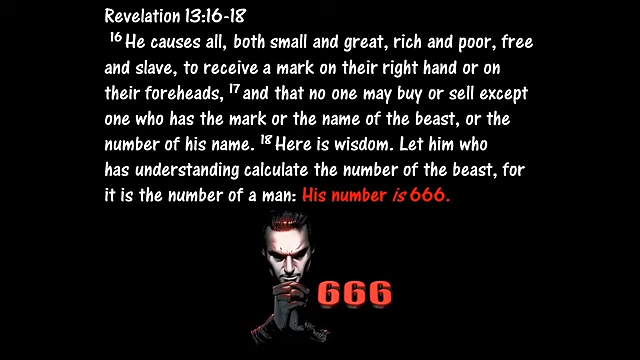 Revelation 13:16-18
16 He causes all, both small and great, rich and poor, free
and slave, to receive a mark on their right hand or on
their foreheads, 17 and that no one may buy or sell except
one who has the mark or the name of the beast, or the
number of his name. 18 Here is wisdom. Let him who
has understanding calculate the number of the beast, for
it is the number of a man: His number is 666.
666